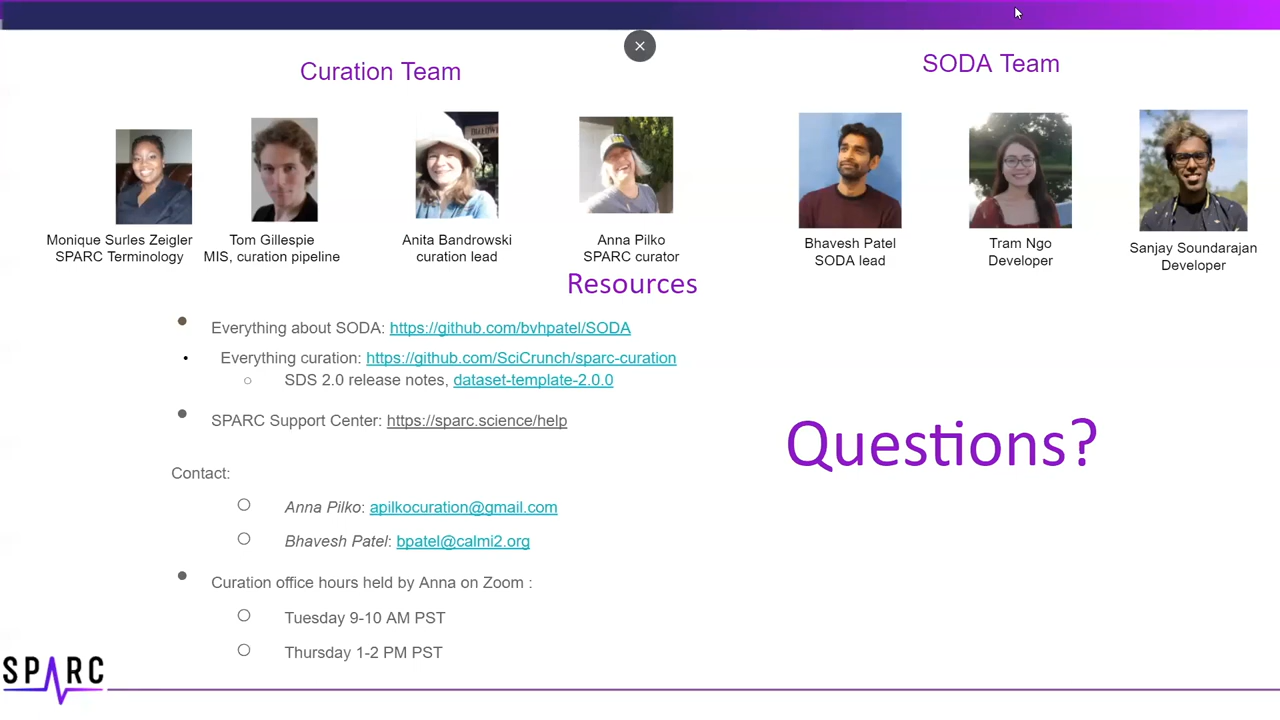 Curation Team
SODA Team
Monique Surles Zeigler
SPARC Terminology
Tom Gillespie
MIS, curation pipeline
Anita Bandrowski
curation lead
Anna Pilko
SPARC curator
Bhavesh Patel
SODA lead
Tram Ngo
Developer
Sanjay Soundarajan
Developer
Resources
Everything about SODA: https://github.com/bvhpatel/SODA
Everything curation: https://github.com/SciCrunch/sparc-curation
SDS 2.0 release notes, dataset-template-2.0.0
SPARC Support Center: https://sparc.science/help
Questions?
Contact:
Anna Pilko: apilkocuration@gmail.com
Bhavesh Patel: bpatel@calmi2.org
Curation office hours held by Anna on Zoom :
Tuesday 9-10 AM PST
Thursday 1-2 PM PST
SPARC